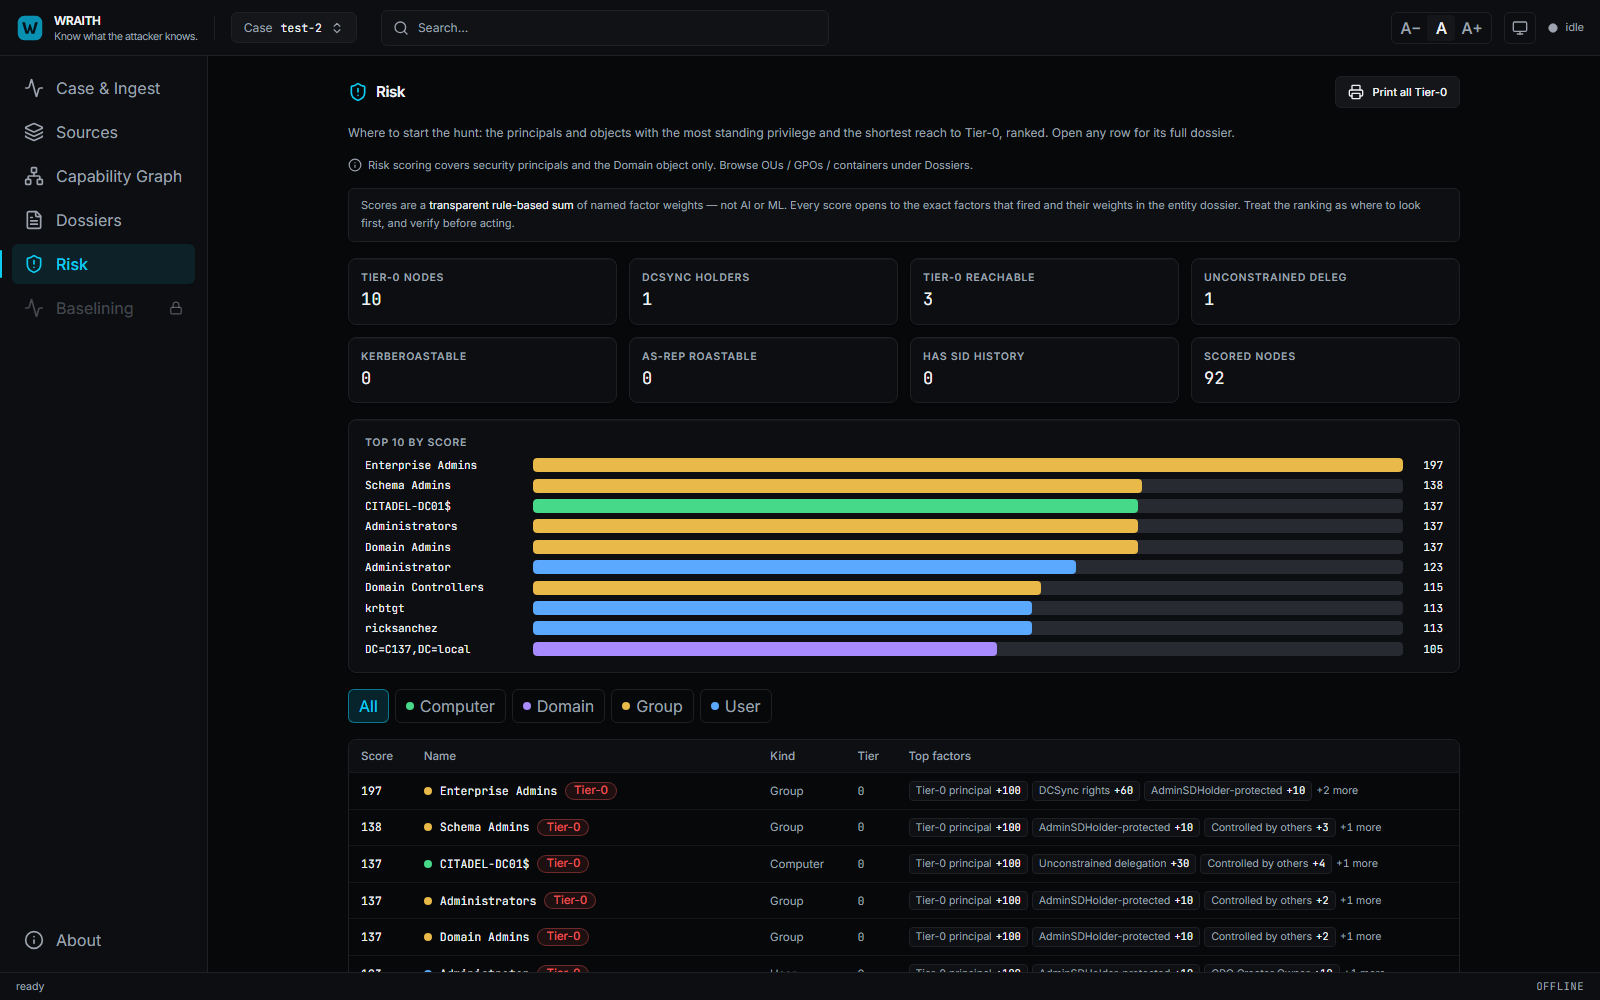 WRAITH
Know what the attacker knows.
Case test-2
Search...
A− A A+
idle
Case & Ingest
Sources
Capability Graph
Dossiers
Risk
Baselining
About
Risk
Print all Tier-0
Where to start the hunt: the principals and objects with the most standing privilege and the shortest reach to Tier-0, ranked. Open any row for its full dossier.
Risk scoring covers security principals and the Domain object only. Browse OUs / GPOs / containers under Dossiers.
Scores are a transparent rule-based sum of named factor weights — not AI or ML. Every score opens to the exact factors that fired and their weights in the entity dossier. Treat the ranking as where to look
first, and verify before acting.
TIER-0 NODES
10
DCSYNC HOLDERS
1
TIER-0 REACHABLE
3
UNCONSTRAINED DELEG
1
KERBEROASTABLE
0
AS-REP ROASTABLE
0
HAS SID HISTORY
0
SCORED NODES
92
TOP 10 BY SCORE
Enterprise Admins 197
Schema Admins 138
CITADEL-DC01$ 137
Administrators 137
Domain Admins 137
Administrator 123
Domain Controllers 115
krbtgt 113
ricksanchez 113
DC=C137,DC=local 105
All Computer Domain Group User
Score Name Kind Tier Top factors
197 Enterprise Admins Tier-0 Group 0 Tier-0 principal +100 DCSync rights +60 AdminSDHolder-protected +10 +2 more
138 Schema Admins Tier-0 Group 0 Tier-0 principal +100 AdminSDHolder-protected +10 Controlled by others +3 +1 more
137 CITADEL-DC01$ Tier-0 Computer 0 Tier-0 principal +100 Unconstrained delegation +30 Controlled by others +4 +1 more
137 Administrators Tier-0 Group 0 Tier-0 principal +100 AdminSDHolder-protected +10 Controlled by others +2 +1 more
137 Domain Admins Tier-0 Group 0 Tier-0 principal +100 AdminSDHolder-protected +10 Controlled by others +2 +1 more
ready
OFFLINE